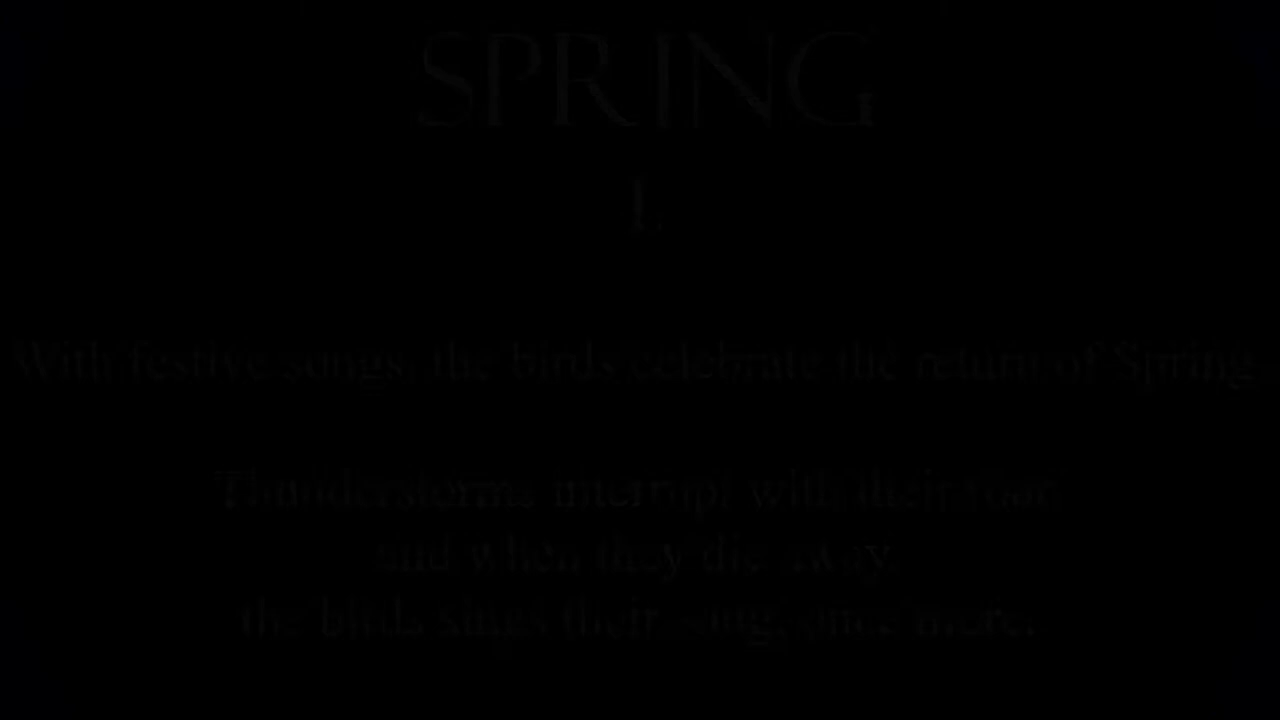 SPRING
I.
With festive songs, the birds celebrate the return of Spring
Thunderstorms interrupt with their roar,
and when they die away,
the birds sings their song, once more.